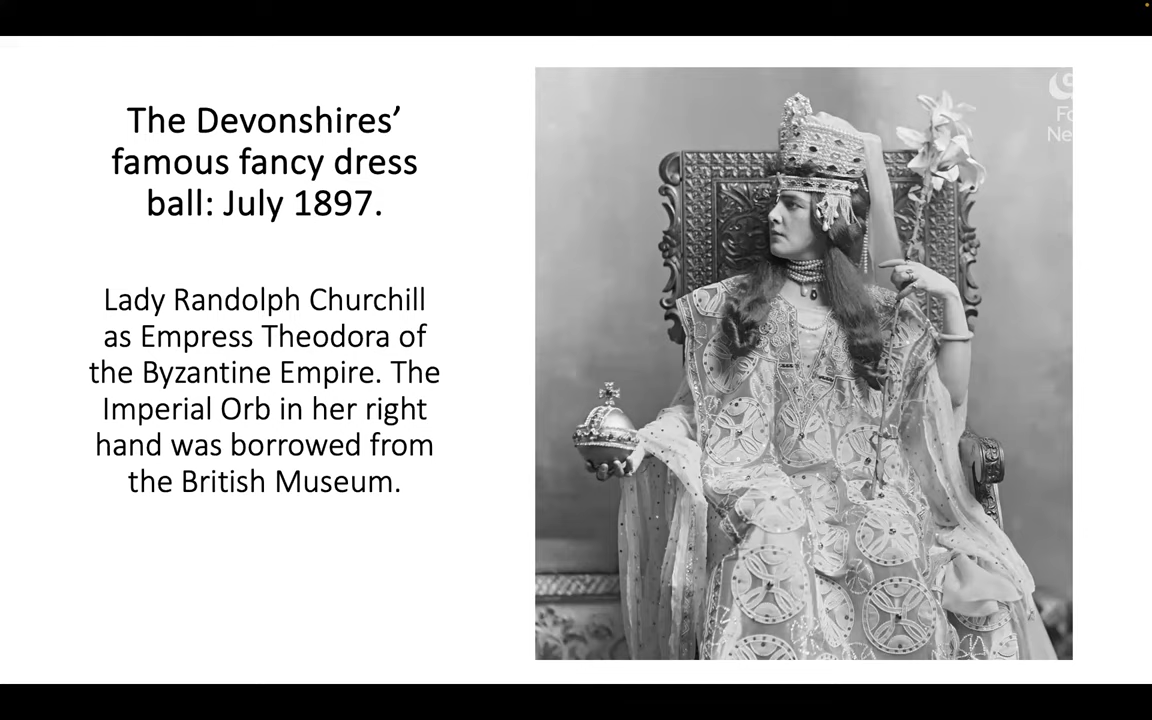 The Devonshires’
famous fancy dress
ball: July 1897.
Lady Randolph Churchill
as Empress Theodora of
the Byzantine Empire. The
Imperial Orb in her right
hand was borrowed from
the British Museum.